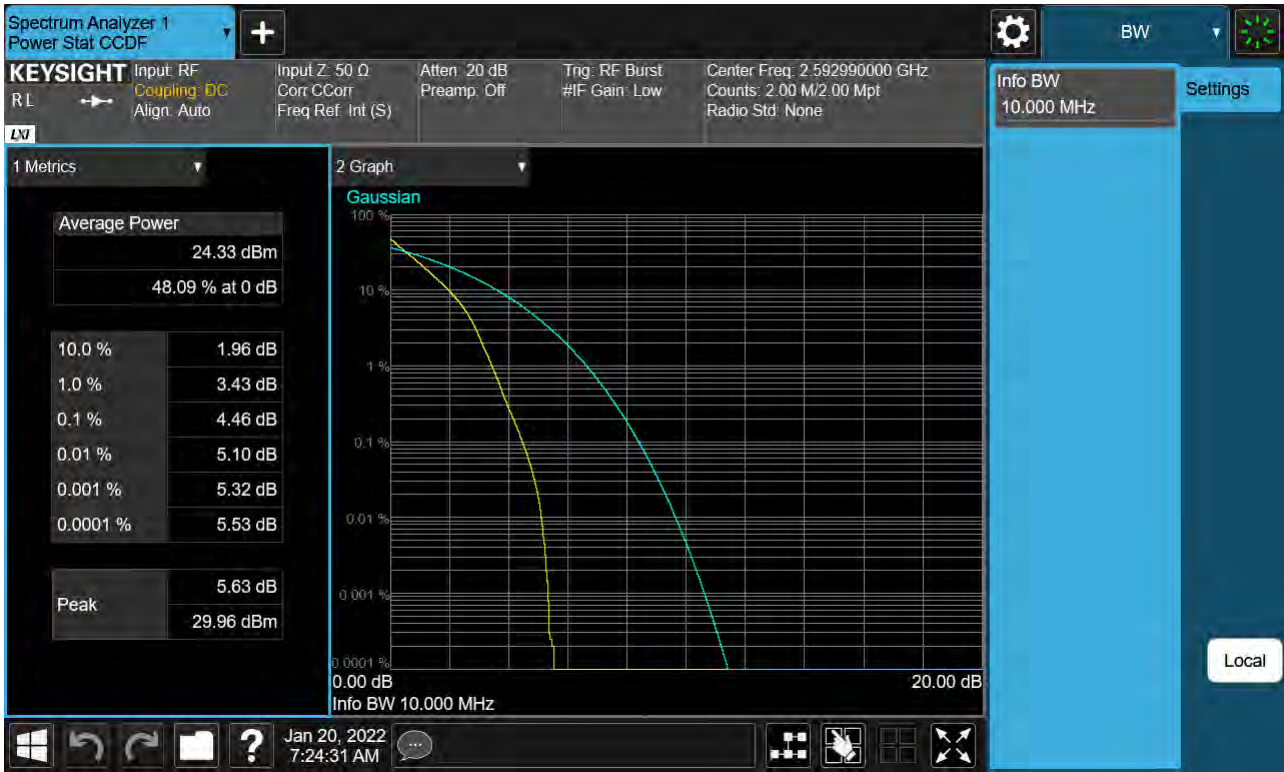 Spectrum Analyzer 1
Power Stat CCDF
+
BW
KEYSIGHT
RL
LXI
Input: RF
Coupling: DC
Align: Auto
Input Z: 50 Ω
Corr CCorr
Freq Ref: Int (S)
Atten: 20 dB
Preamp: Off
Trig: RF Burst
#IF Gain: Low
Center Freq: 2.592990000 GHz
Counts: 2.00 M/2.00 Mpt
Radio Std: None
Info BW
10.000 MHz
Settings
1 Metrics
Average Power
24.33 dBm
48.09 % at 0 dB
10.0 % 1.96 dB
1.0 % 3.43 dB
0.1 % 4.46 dB
0.01 % 5.10 dB
0.001 % 5.32 dB
0.0001 % 5.53 dB
Peak 5.63 dB
29.96 dBm
2 Graph
Gaussian
100 %
10 %
1 %
0.1 %
0.01 %
0.001 %
0.0001 %
0.00 dB 20.00 dB
Info BW 10.000 MHz
Local
?
Jan 20, 2022
7:24:31 AM